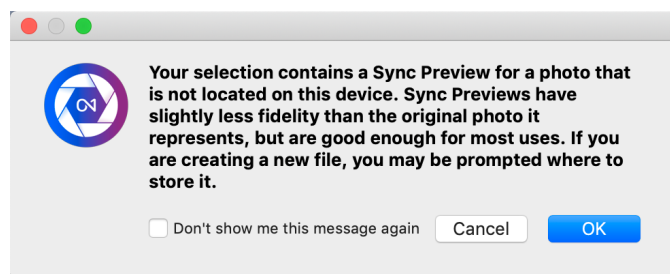 Your selection contains a Sync Preview for a photo that
is not located on this device. Sync Previews have
slightly less fidelity than the original photo it
represents, but are good enough for most uses. If you
are creating a new file, you may be prompted where to
store it.
Don't show me this message again
Cancel
OK